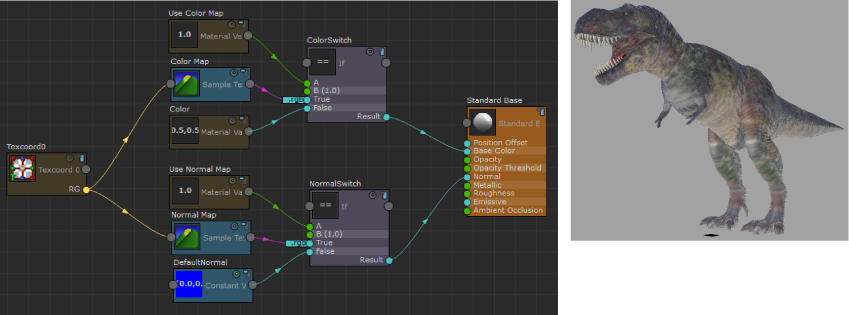 Use Color Map
1.0
Material Va
ColorSwitch
==
If
A
B (1.0)
.rgb
True
False
Result
Color Map
Sample Te
Color
0.5,0.5
Material Va
Texcoord0
Texcoord 0
RG
Standard Base
Standard
Position Offset
Base Color
Opacity
Opacity Threshold
Normal
Metallic
Roughness
Emissive
Ambient Occlusion
Use Normal Map
1.0
Material Va
NormalSwitch
==
If
A
B (1.0)
.rgb
True
False
Result
Normal Map
Sample Te
DefaultNormal
0.0,0.
Constant V